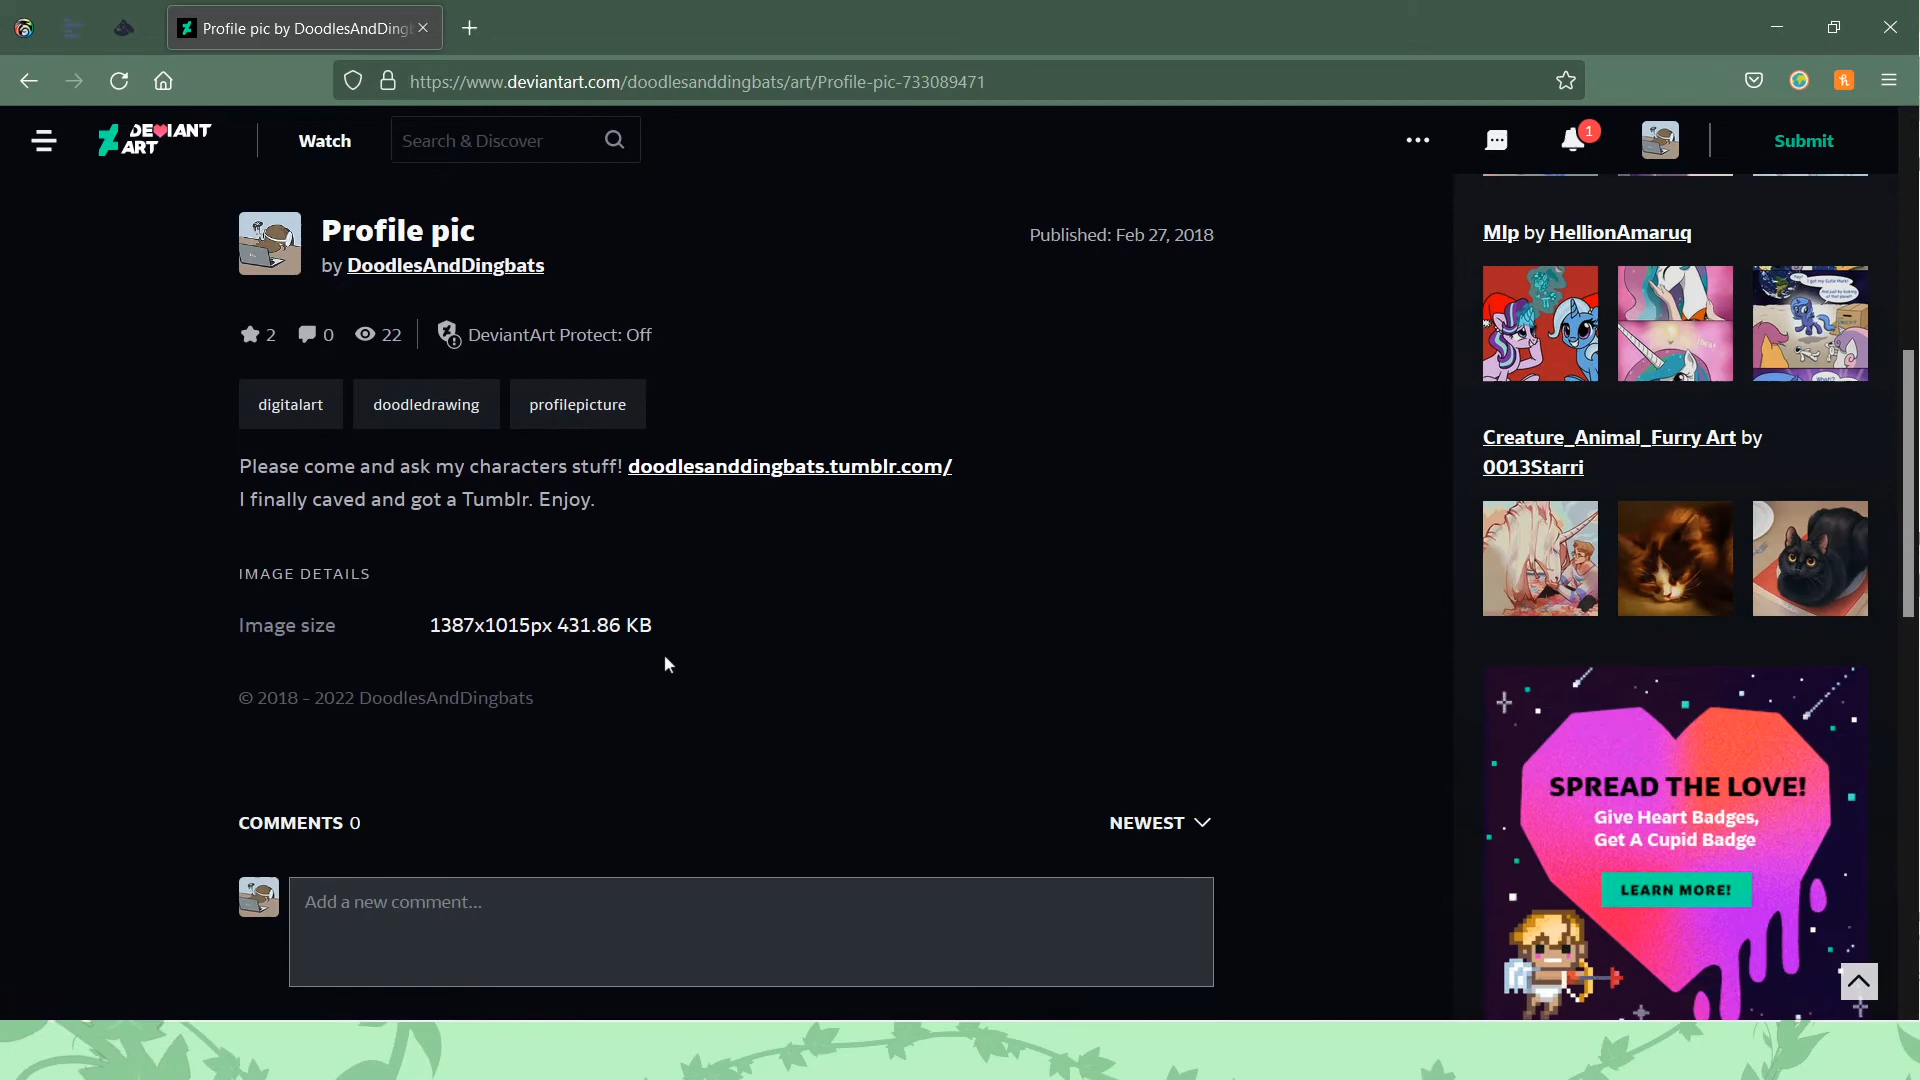 Profile pic by DoodlesAndDingb
https://www.deviantart.com/doodlesanddingbats/art/Profile-pic-733089471
DEVIANT
ART
Watch
Search & Discover
1
Submit
Profile pic
by DoodlesAndDingbats
Published: Feb 27, 2018
2
0
22
DeviantArt Protect: Off
digitalart
doodledrawing
profilepicture
Please come and ask my characters stuff! doodlesanddingbats.tumblr.com/
I finally caved and got a Tumblr. Enjoy.
IMAGE DETAILS
Image size 1387x1015px 431.86 KB
© 2018 - 2022 DoodlesAndDingbats
COMMENTS 0
NEWEST
Add a new comment...
Mlp by HellionAmaruq
Creature_Animal_Furry Art by
0013Starri
SPREAD THE LOVE!
Give Heart Badges,
Get A Cupid Badge
LEARN MORE!